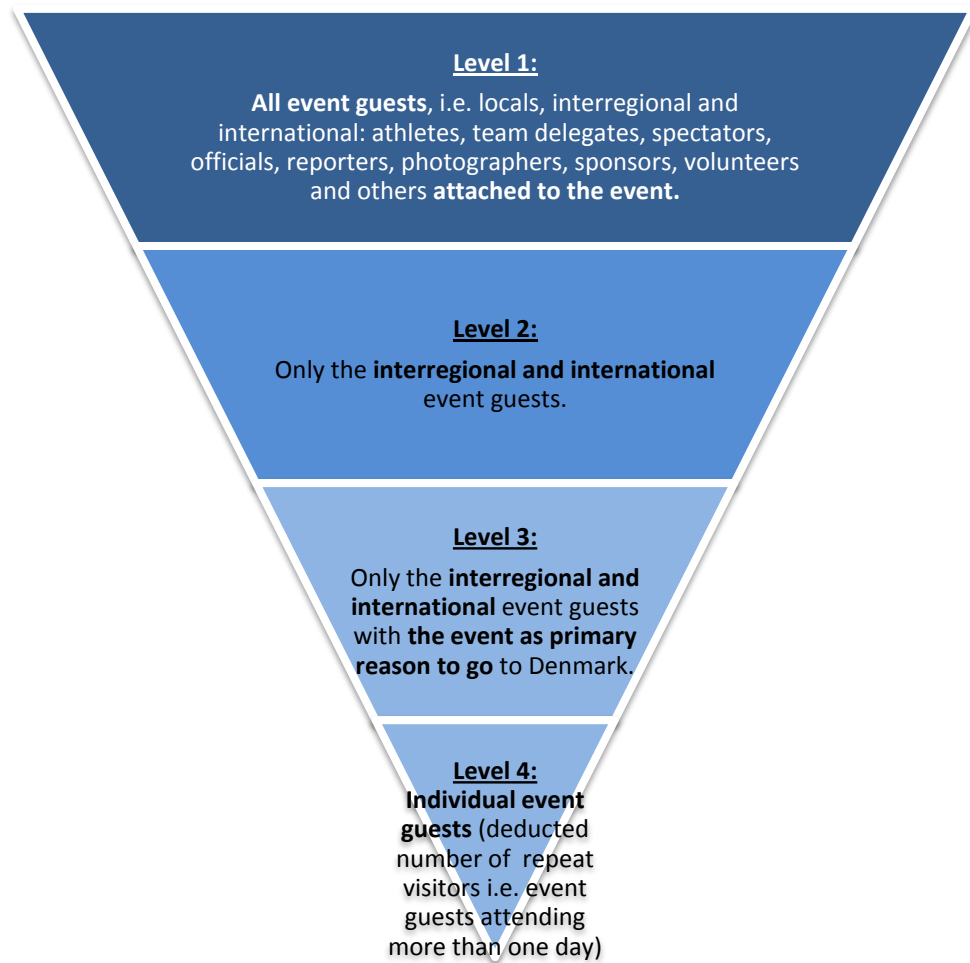 Level 1:
All event guests, i.e. locals, interregional and
international: athletes, team delegates, spectators,
officials, reporters, photographers, sponsors, volunteers
and others attached to the event.
Level 2:
Only the interregional and international
event guests.
Level 3:
Only the interregional and
international event guests
with the event as primary
reason to go to Denmark.
Level 4:
Individual event
guests (deducted
number of repeat
visitors i.e. event
guests attending
more than one day)